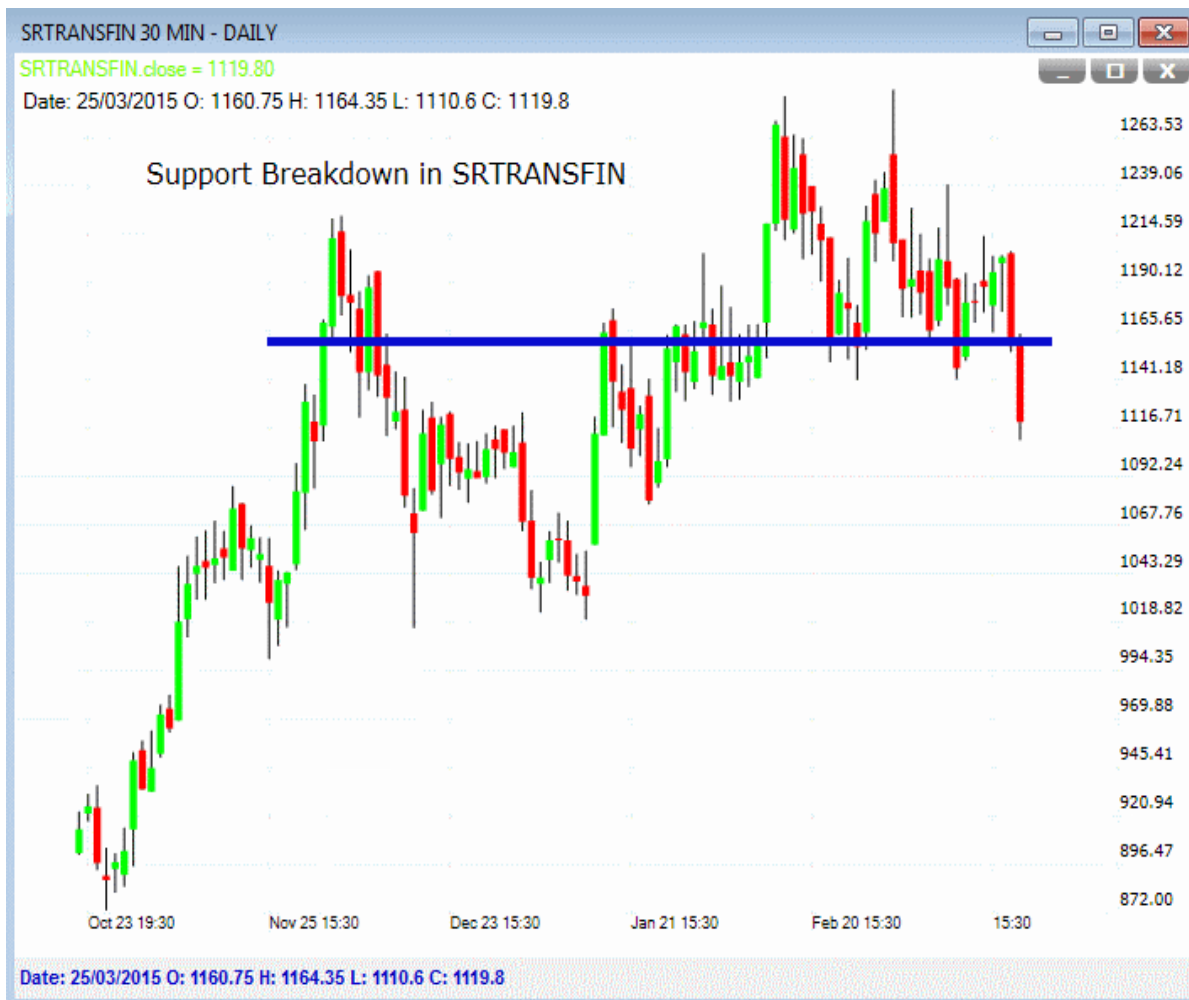 SRTRANSFIN 30 MIN - DAILY
SRTRANSFIN.close = 1119.80
Date: 25/03/2015 O: 1160.75 H: 1164.35 L: 1110.6 C: 1119.8
Support Breakdown in SRTRANSFIN
1263.53
1239.06
1214.59
1190.12
1165.65
1141.18
1116.71
1092.24
1067.76
1043.29
1018.82
994.35
969.88
945.41
920.94
896.47
872.00
Oct 23 19:30 Nov 25 15:30 Dec 23 15:30 Jan 21 15:30 Feb 20 15:30 15:30
Date: 25/03/2015 O: 1160.75 H: 1164.35 L: 1110.6 C: 1119.8